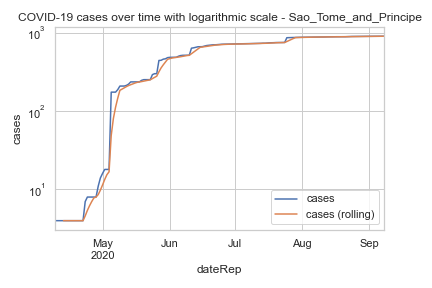 COVID-19 cases over time with logarithmic scale - Sao_Tome_and_Principe
10³
10²
10¹
cases
cases
cases (rolling)
May
2020
Jun
Jul
Aug
Sep
dateRep